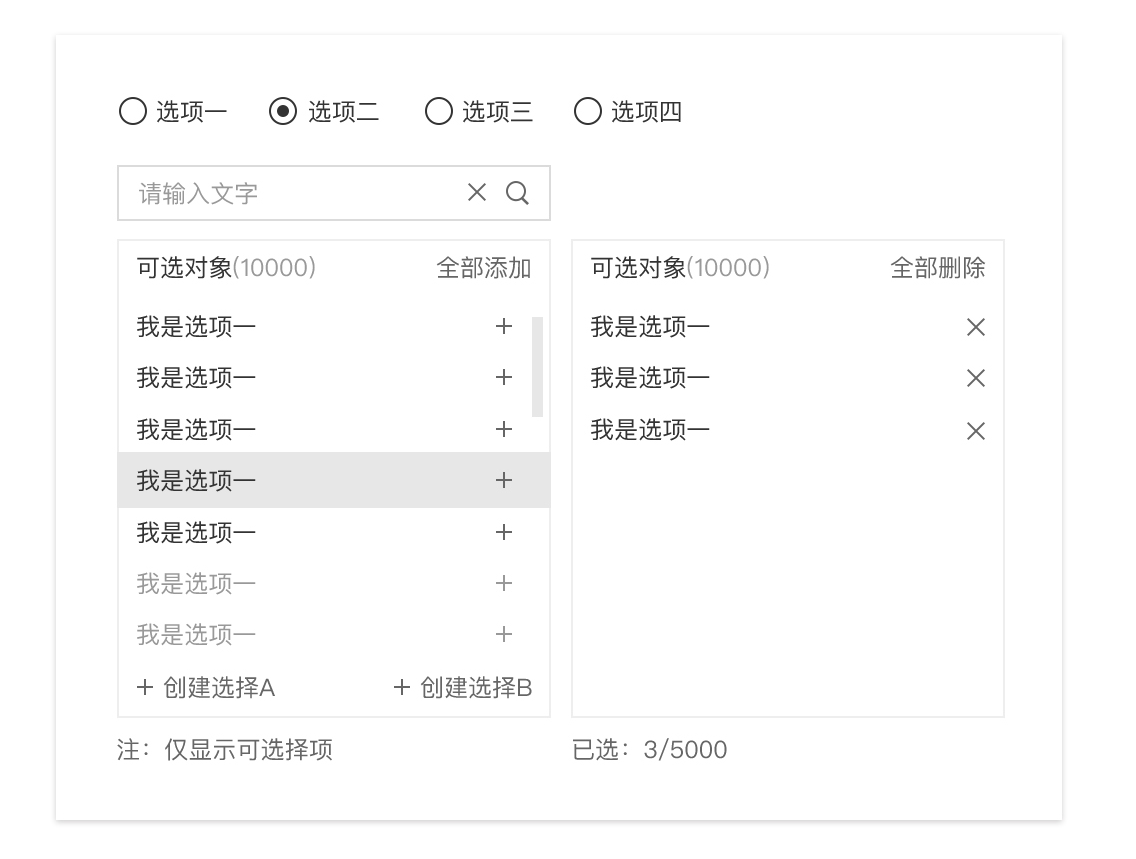 选项一 选项二 选项三 选项四
请输入文字
可选对象(10000) 全部添加
我是选项一
我是选项一
我是选项一
我是选项一
我是选项一
我是选项一
我是选项一
+ 创建选择A + 创建选择B
注：仅显示可选择项
可选对象(10000) 全部删除
我是选项一
我是选项一
我是选项一
已选：3/5000